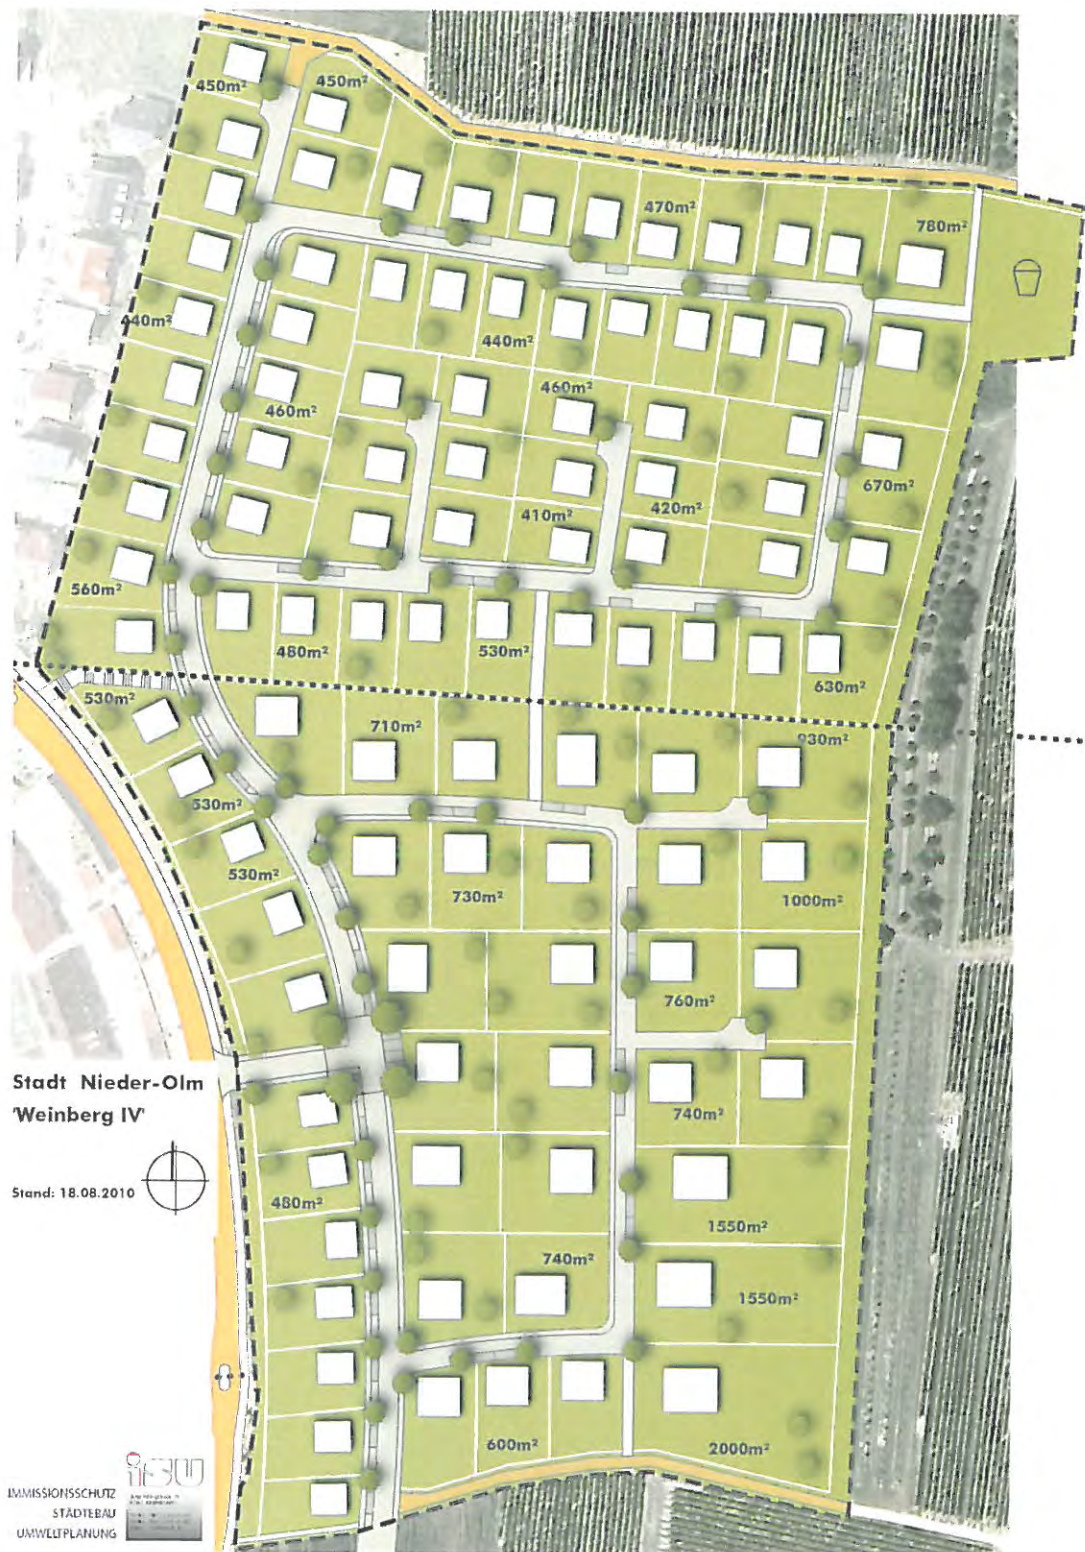 450m²
450m²
470m²
780m²
440m²
440m²
460m²
460m²
670m²
410m²
420m²
560m²
480m²
530m²
630m²
530m²
710m²
930m²
530m²
530m²
730m²
1000m²
760m²
Stadt Nieder-Olm
'Weinberg IV'
740m²
Stand: 18.08.2010
480m²
1550m²
740m²
1550m²
600m²
2000m²
isu
IMMISSIONSSCHUTZ
STÄDTEBAU
UMWELTPLANUNG